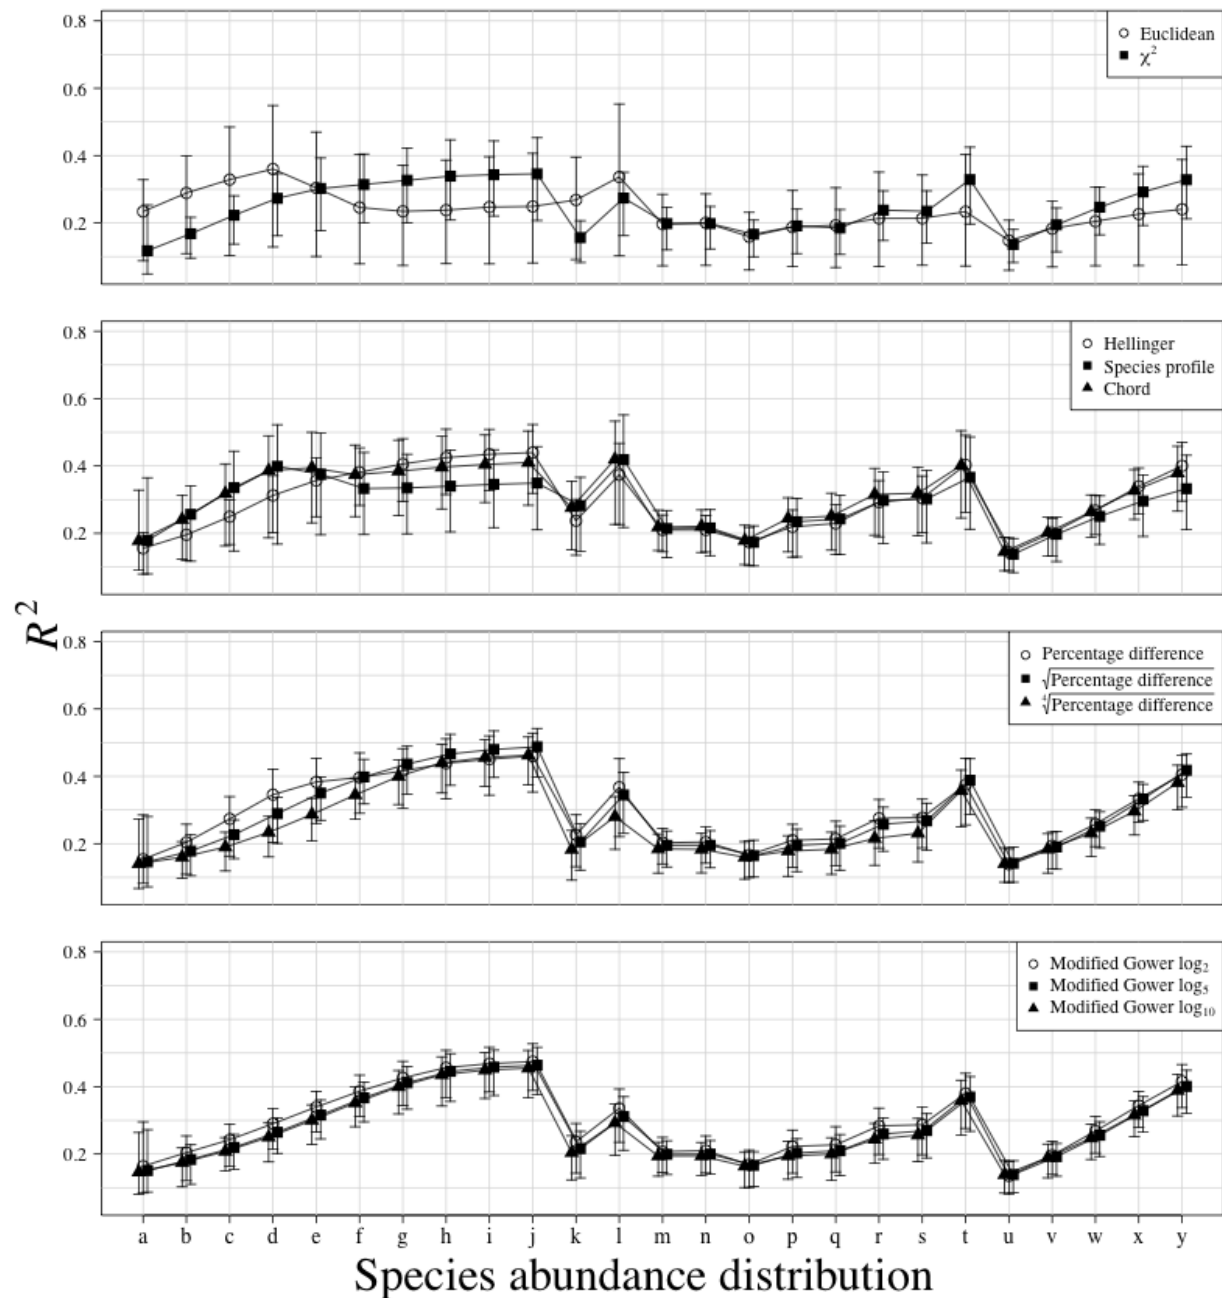 0.8
0.6
0.4
0.2
Euclidean
χ²
0.8
0.6
0.4
0.2
Hellinger
Species profile
Chord
R²
0.8
0.6
0.4
0.2
Percentage difference
√Percentage difference
∜Percentage difference
0.8
0.6
0.4
0.2
Modified Gower log₂
Modified Gower log₅
Modified Gower log₁₀
a b c d e f g h i j k l m n o p q r s t u v w x y
Species abundance distribution